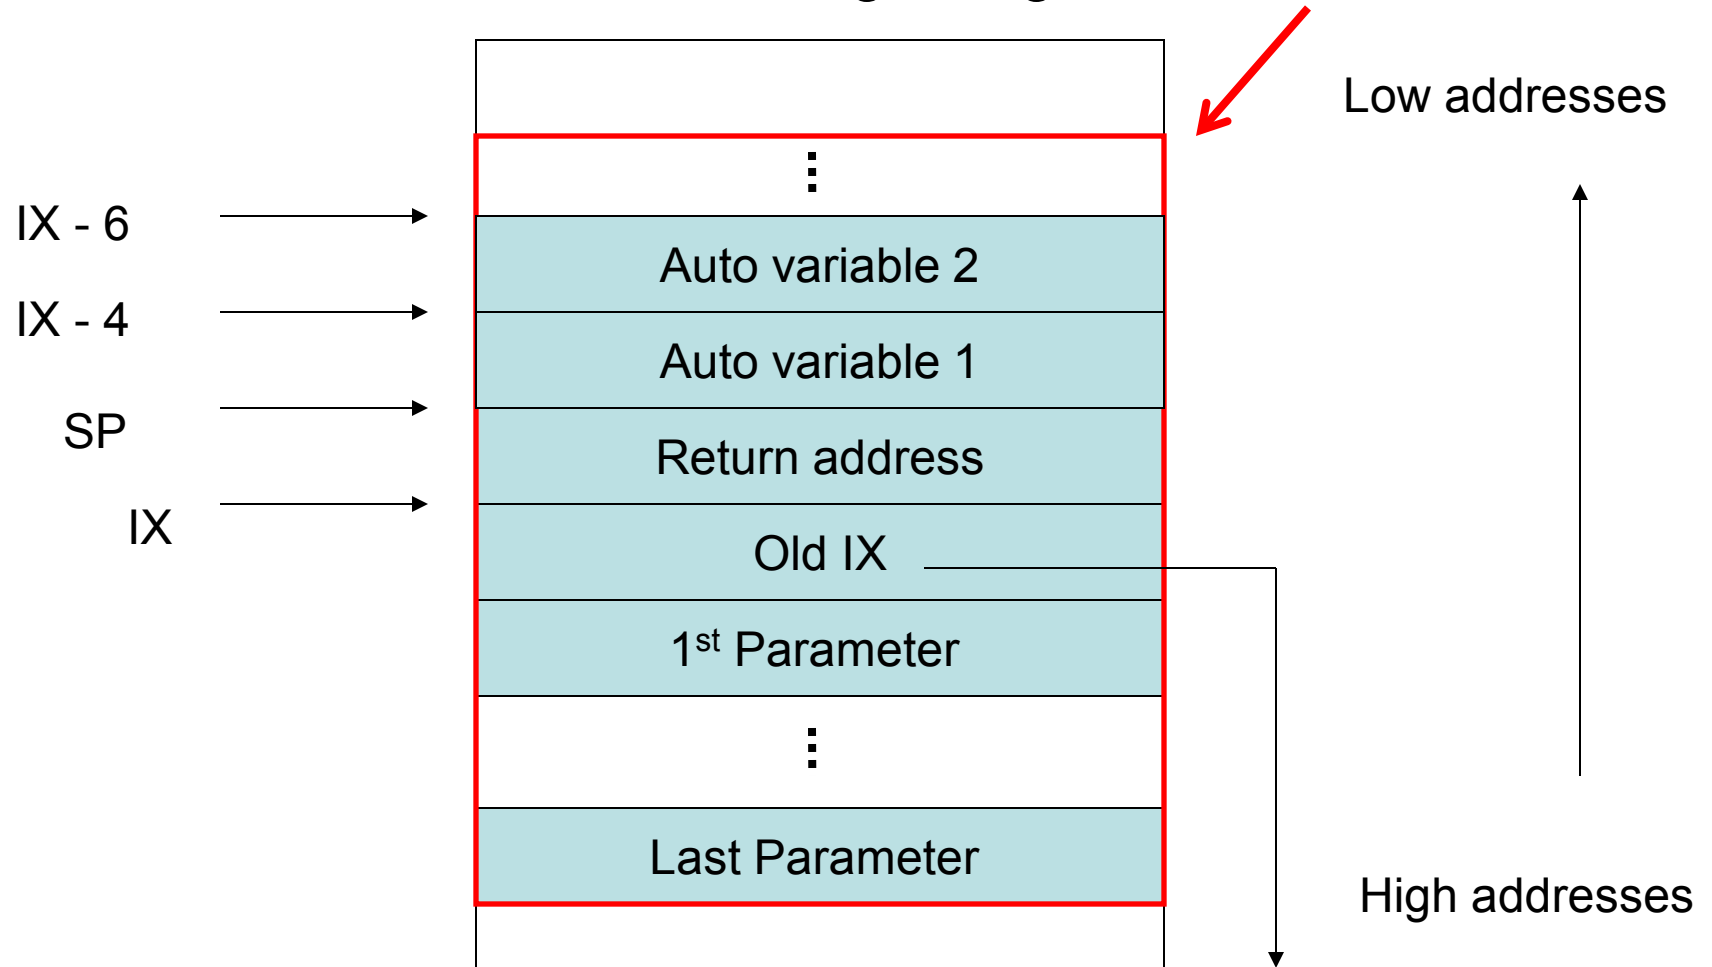 Low addresses
IX - 6
Auto variable 2
IX - 4
Auto variable 1
SP
Return address
IX
Old IX
1st Parameter
Last Parameter
High addresses